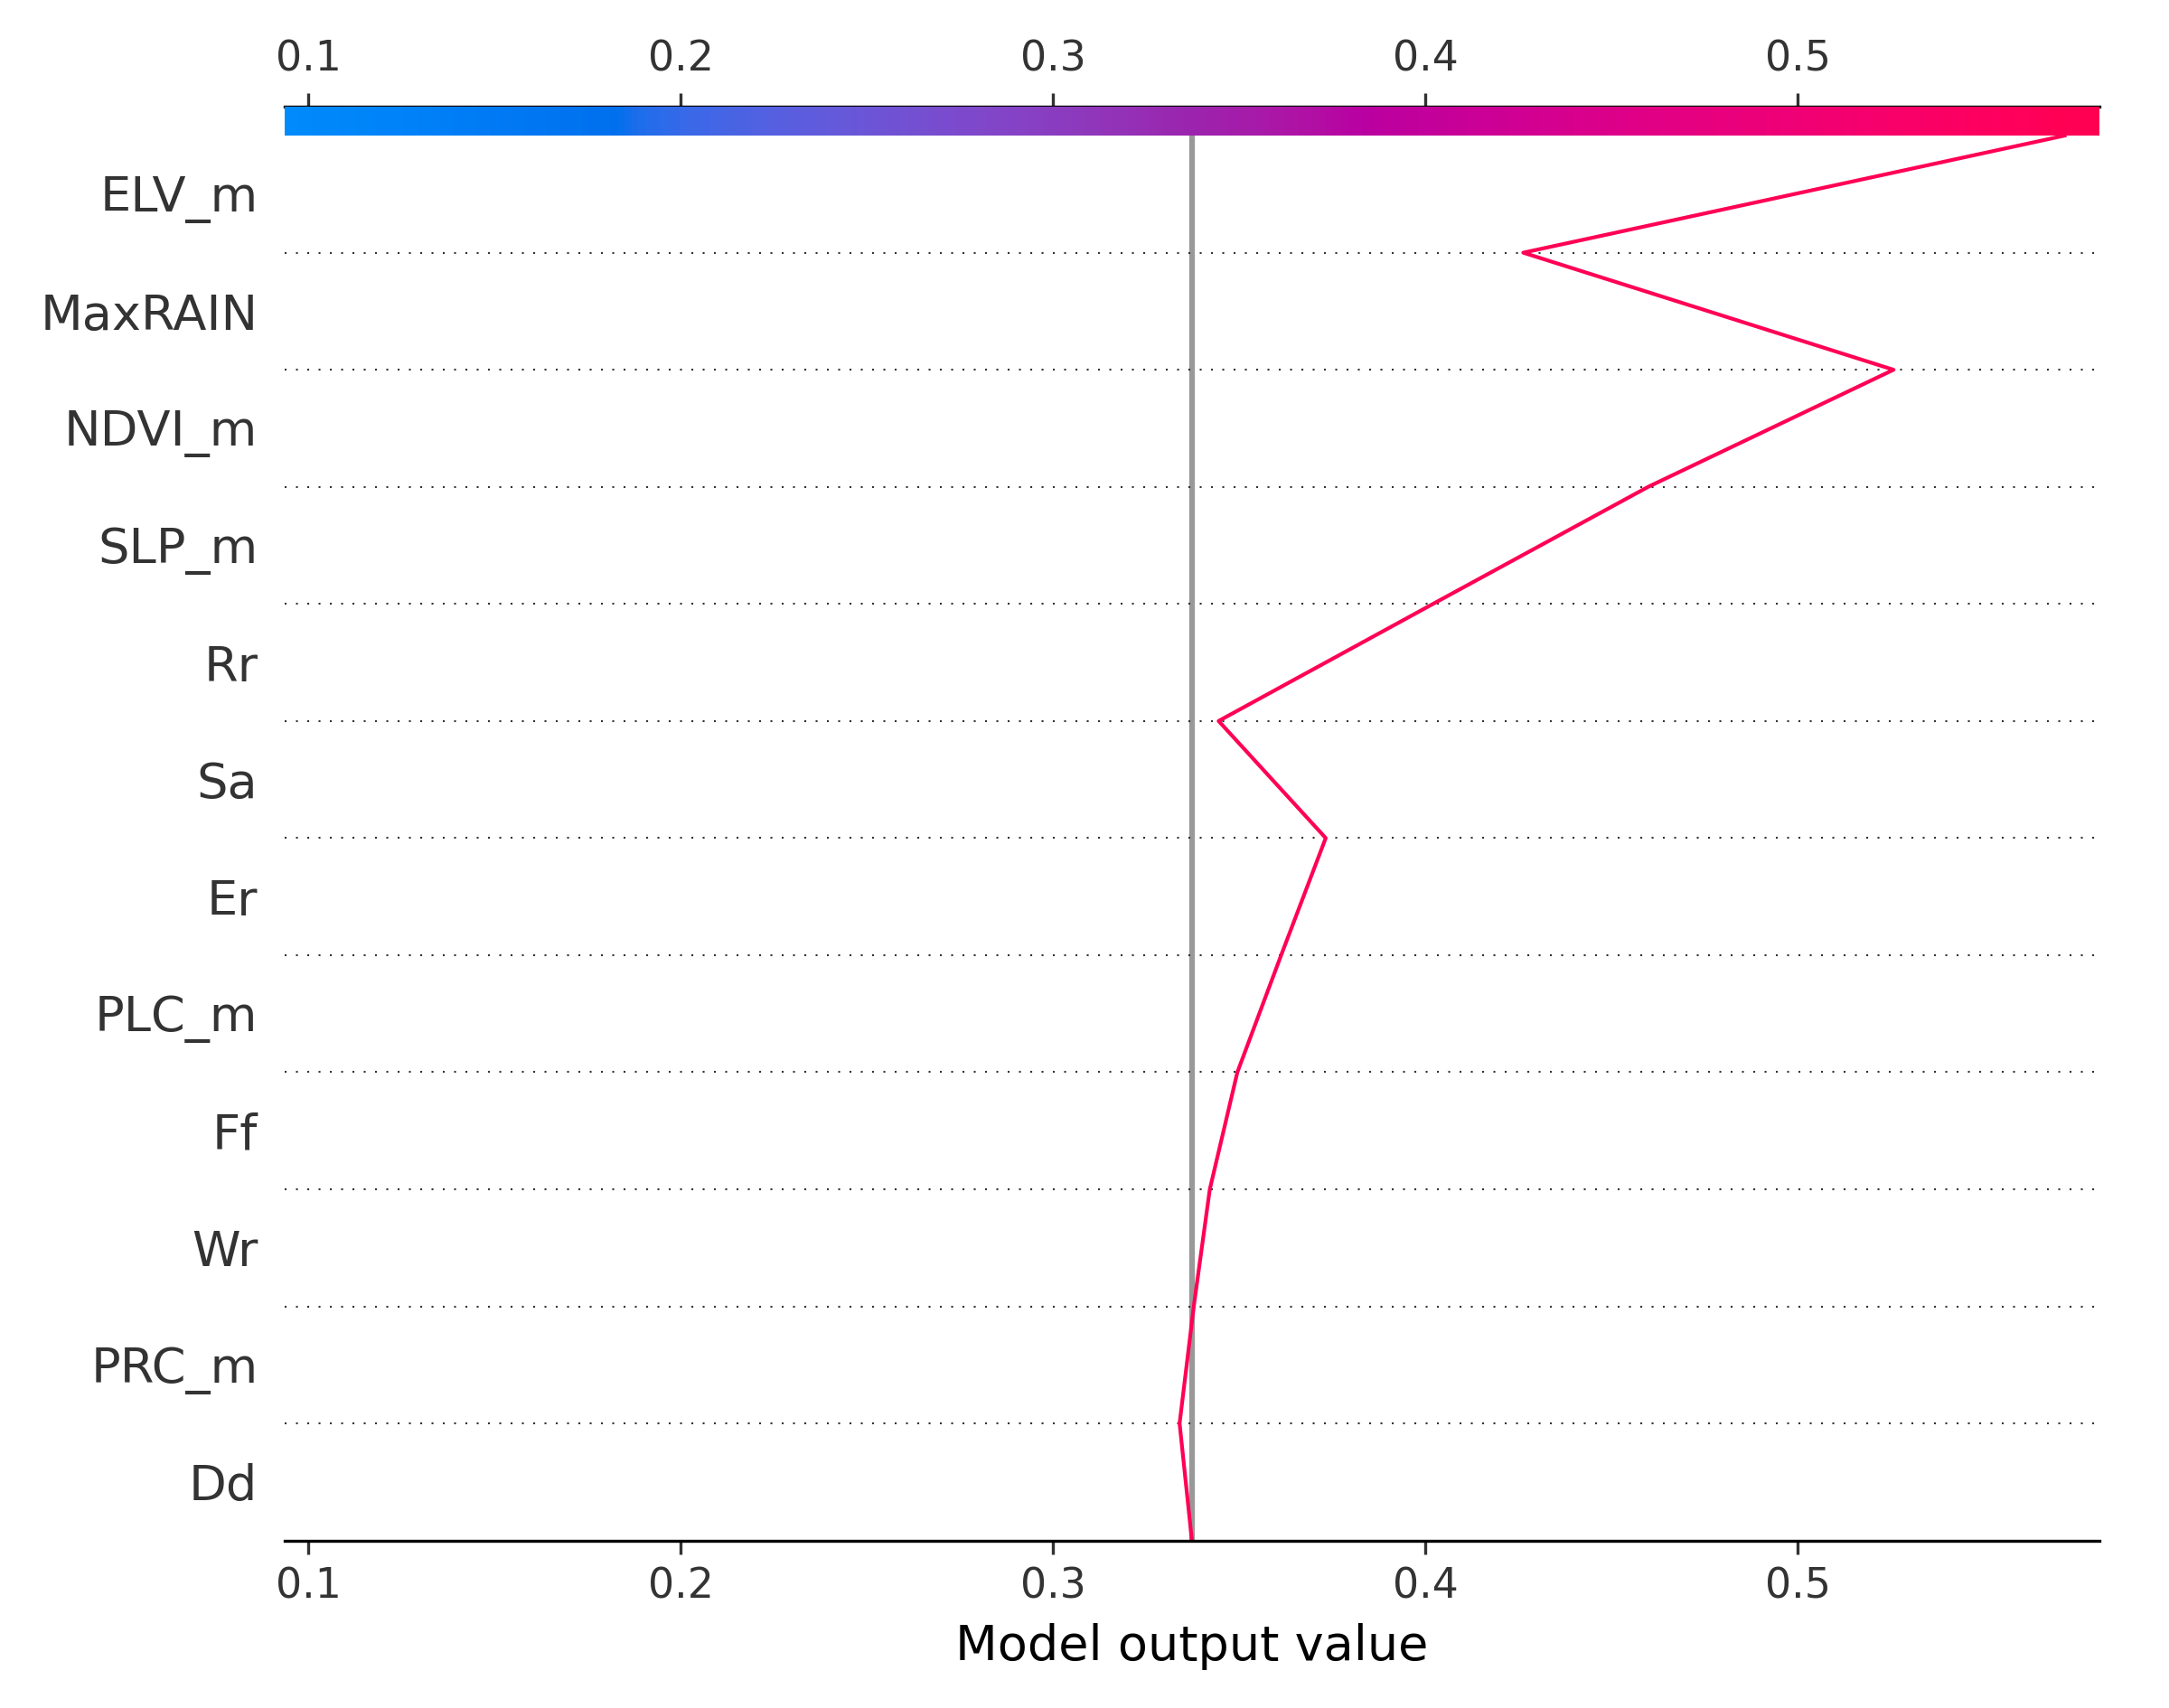 0.1 0.2 0.3 0.4 0.5
ELV_m
MaxRAIN
NDVI_m
SLP_m
Rr
Sa
Er
PLC_m
Ff
Wr
PRC_m
Dd
0.1 0.2 0.3 0.4 0.5
Model output value